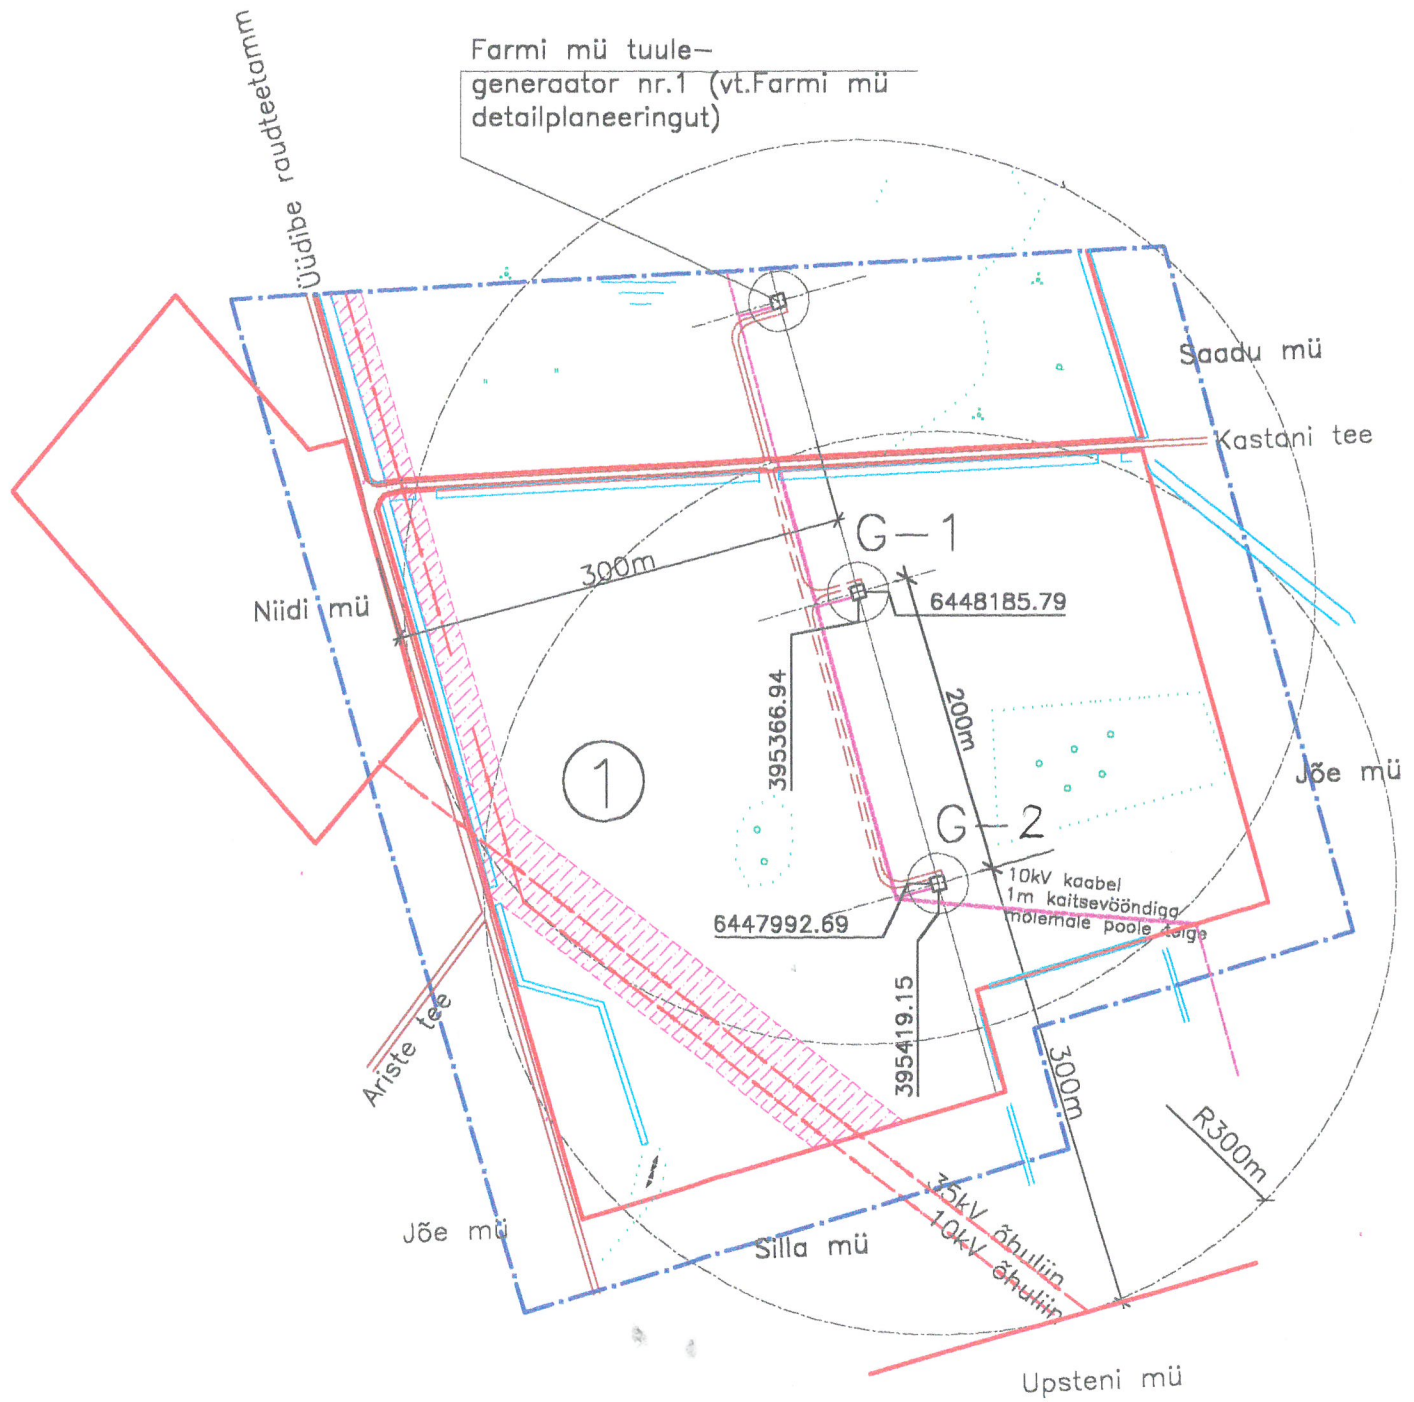 Farmi mü tuule-
generaator nr.1 (vt.Farmi mü
detailplaneeringut)
Üüdibe raudteetamm
Saadu mü
Kastani tee
G-1
300m
6448185.79
Niidi mü
395366.94
200m
1
Jõe mü
G-2
10kV kaabel
1m kaitsevööndiga
molemale poole telge
6447992.69
395419.15
Ariste tee
300m
R300m
35kV õhuliin
10kV õhuliin
Jõe mü
Silla mü
Upsteni mü